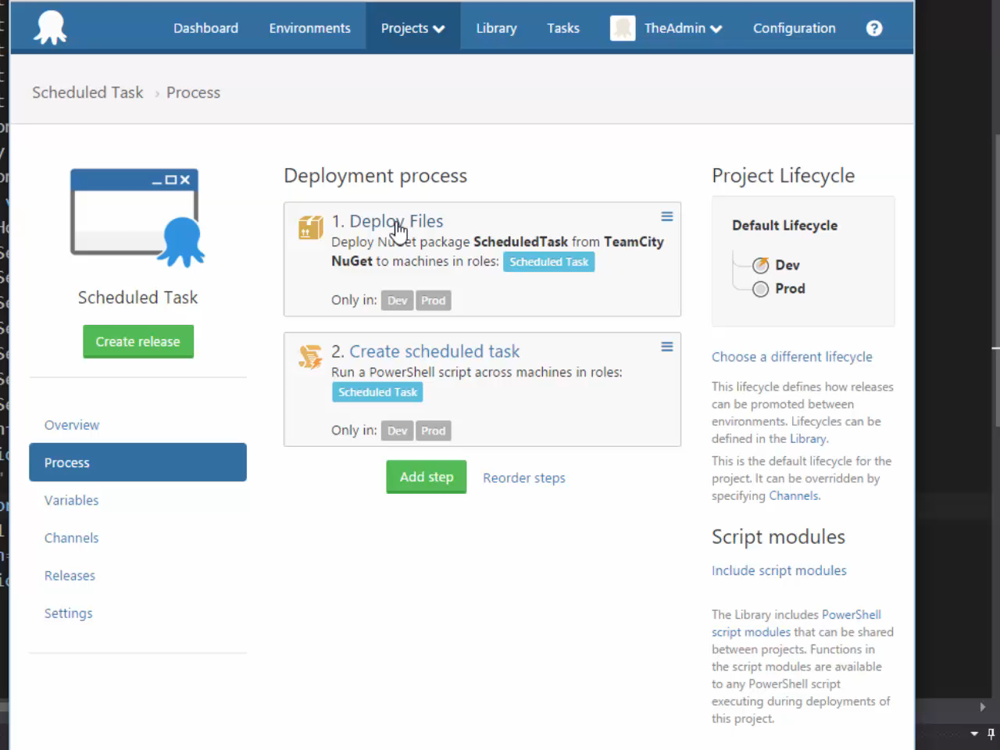 Dashboard Environments Projects Library Tasks TheAdmin Configuration ?
Scheduled Task › Process
Scheduled Task
Create release
Overview
Process
Variables
Channels
Releases
Settings
Deployment process
1. Deploy Files
Deploy NuGet package ScheduledTask from TeamCity
NuGet to machines in roles: Scheduled Task
Only in: Dev Prod
2. Create scheduled task
Run a PowerShell script across machines in roles:
Scheduled Task
Only in: Dev Prod
Add step Reorder steps
Project Lifecycle
Default Lifecycle
Dev
Prod
Choose a different lifecycle
This lifecycle defines how releases
can be promoted between
environments. Lifecycles can be
defined in the Library.
This is the default lifecycle for the
project. It can be overridden by
specifying Channels.
Script modules
Include script modules
The Library includes PowerShell
script modules that can be shared
between projects. Functions in
the script modules are available
to any PowerShell script
executing during deployments of
this project.